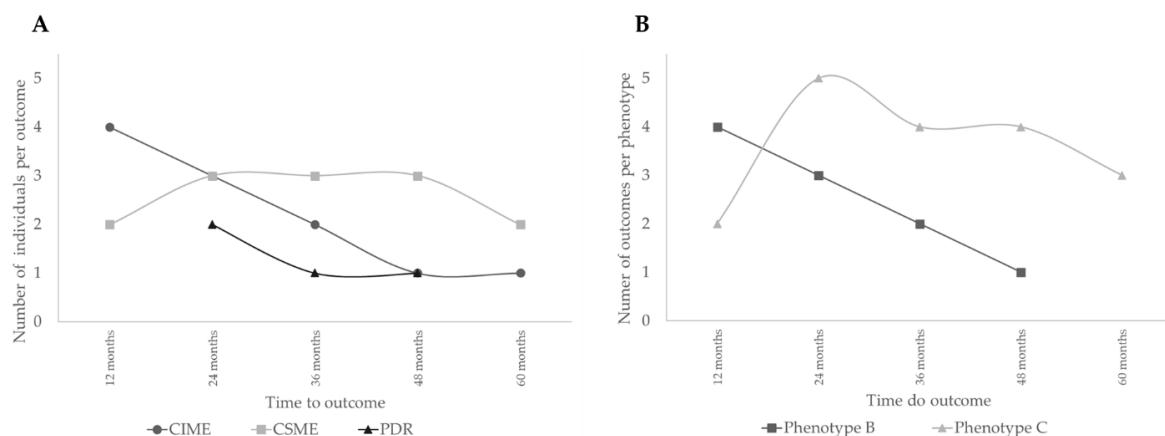 A
Number of individuals per outcome
5
4
3
2
1
0
12 months
24 months
36 months
48 months
60 months
Time to outcome
CIME CSME PDR
B
Numer of outcomes per phenotype
5
4
3
2
1
0
12 months
24 months
36 months
48 months
60 months
Time do outcome
Phenotype B Phenotype C